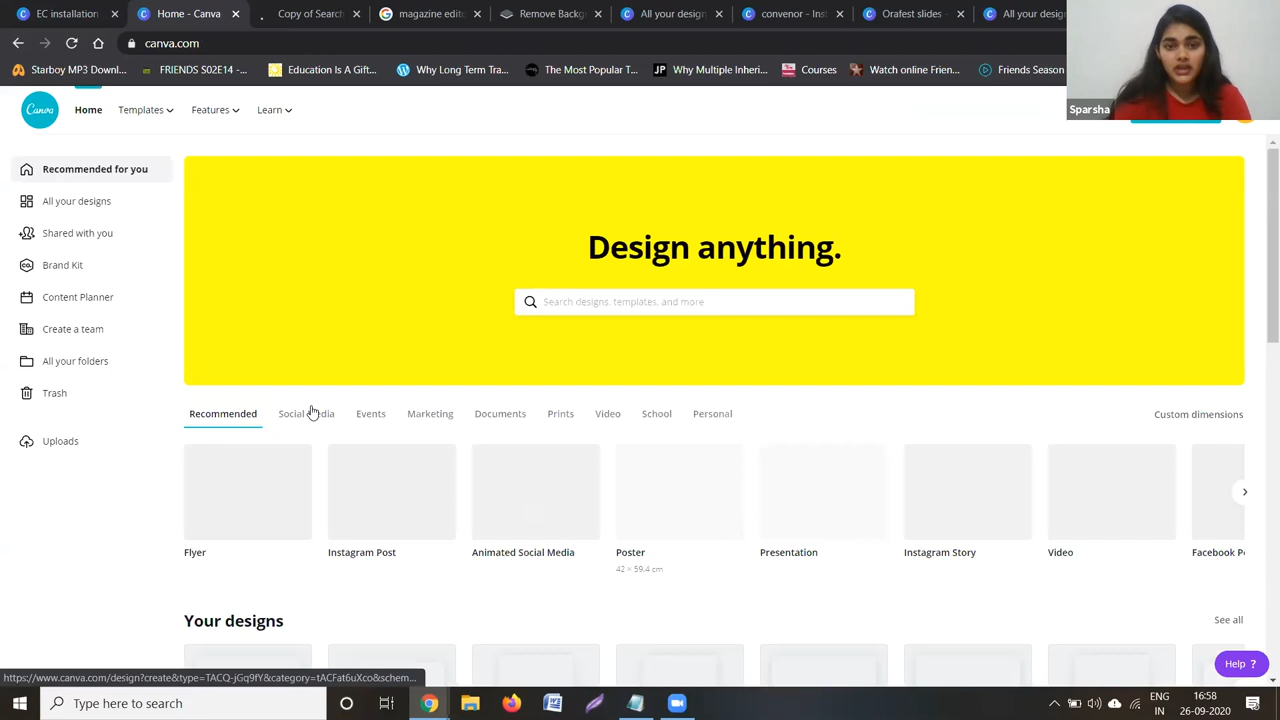 EC installation
Home - Canva
Copy of Search
magazine edit
Remove Backg
All your design
convenor - Inst
Orafest slides -
All your desig
canva.com
Starboy MP3 Downl...
FRIENDS S02E14 -...
Education Is A Gift...
Why Long Term Tra...
The Most Popular T...
Why Multiple Inheri...
Courses
Watch online Frien...
Friends Season
Sparsha
Canva
Home
Templates
Features
Learn
Recommended for you
All your designs
Shared with you
Brand Kit
Content Planner
Create a team
All your folders
Trash
Uploads
Design anything.
Search designs, templates, and more
Recommended
Social Media
Events
Marketing
Documents
Prints
Video
School
Personal
Custom dimensions
Flyer
Instagram Post
Animated Social Media
Poster
42 × 59.4 cm
Presentation
Instagram Story
Video
Facebook Po
Your designs
See all
Help ?
https://www.canva.com/design?create&type=TACQ-jGq9fY&category=tACFat6uXco&schem...
Type here to search
ENG
IN
16:58
26-09-2020